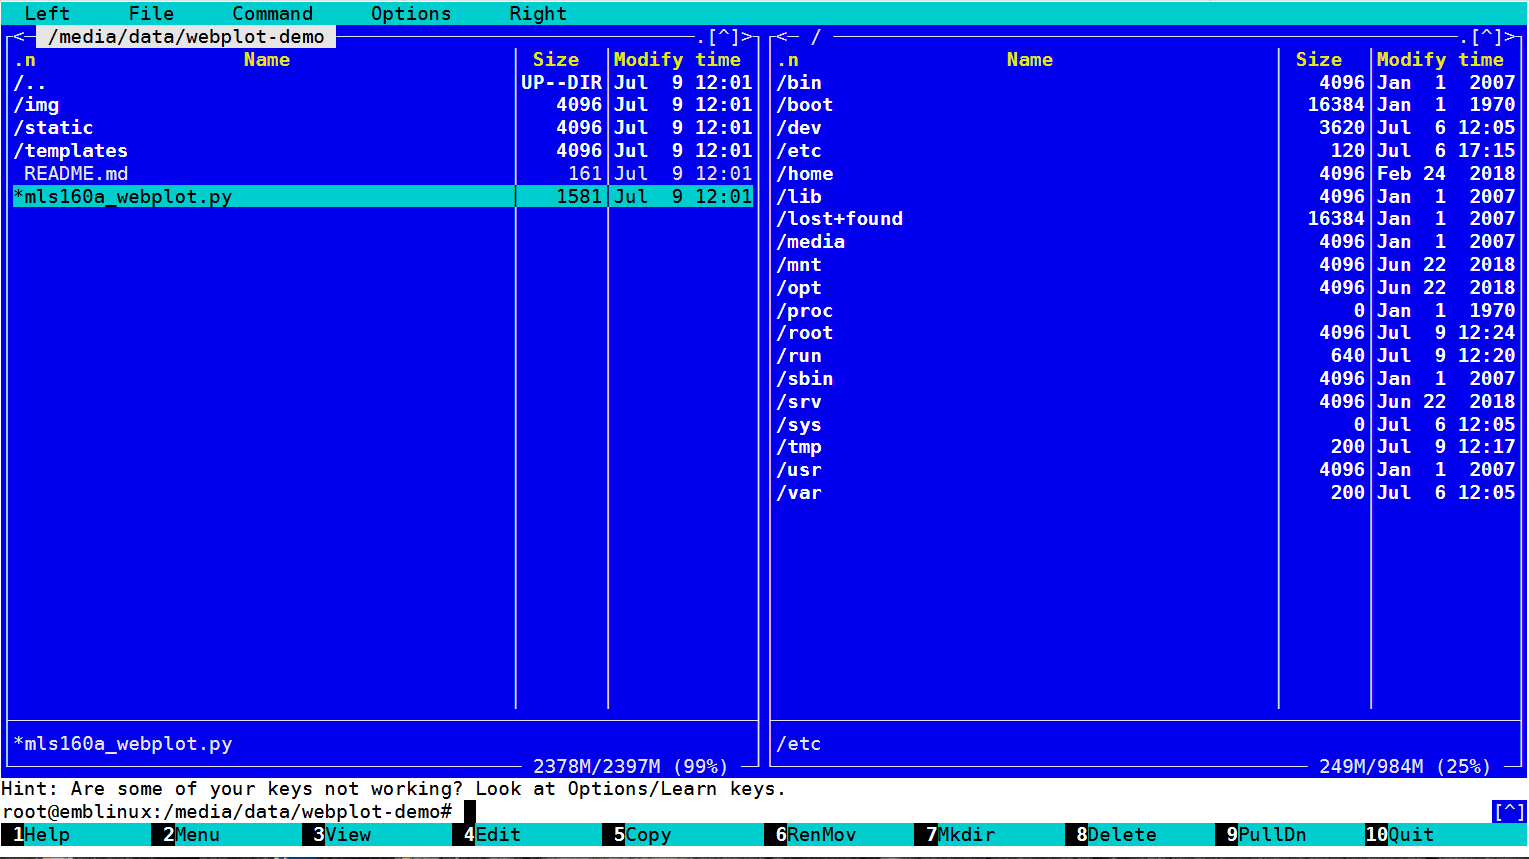 Left File Command Options Right
<─ /media/data/webplot-demo ─.[^]>
.n Name Size Modify time
/.. UP--DIR Jul 9 12:01
/img 4096 Jul 9 12:01
/static 4096 Jul 9 12:01
/templates 4096 Jul 9 12:01
README.md 161 Jul 9 12:01
*mls160a_webplot.py 1581 Jul 9 12:01
*mls160a_webplot.py
2378M/2397M (99%)
<─ / ─.[^]>
.n Name Size Modify time
/bin 4096 Jan 1 2007
/boot 16384 Jan 1 1970
/dev 3620 Jul 6 12:05
/etc 120 Jul 6 17:15
/home 4096 Feb 24 2018
/lib 4096 Jan 1 2007
/lost+found 16384 Jan 1 2007
/media 4096 Jan 1 2007
/mnt 4096 Jun 22 2018
/opt 4096 Jun 22 2018
/proc 0 Jan 1 1970
/root 4096 Jul 9 12:24
/run 640 Jul 9 12:20
/sbin 4096 Jan 1 2007
/srv 4096 Jun 22 2018
/sys 0 Jul 6 12:05
/tmp 200 Jul 9 12:17
/usr 4096 Jan 1 2007
/var 200 Jul 6 12:05
/etc
249M/984M (25%)
Hint: Are some of your keys not working? Look at Options/Learn keys.
root@emblinux:/media/data/webplot-demo# [^]
1Help 2Menu 3View 4Edit 5Copy 6RenMov 7Mkdir 8Delete 9PullDn 10Quit